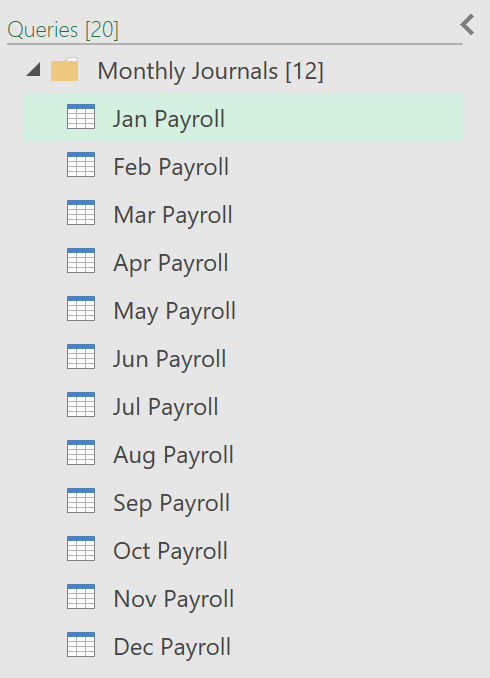 Queries [20]
Monthly Journals [12]
Jan Payroll
Feb Payroll
Mar Payroll
Apr Payroll
May Payroll
Jun Payroll
Jul Payroll
Aug Payroll
Sep Payroll
Oct Payroll
Nov Payroll
Dec Payroll